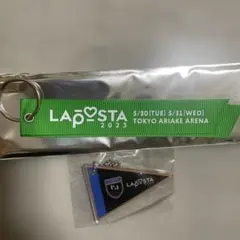 LAPOSTA
2023
5/30[TUE] 5/31[WED]
TOKYO ARIAKE ARENA
LAPOSTA